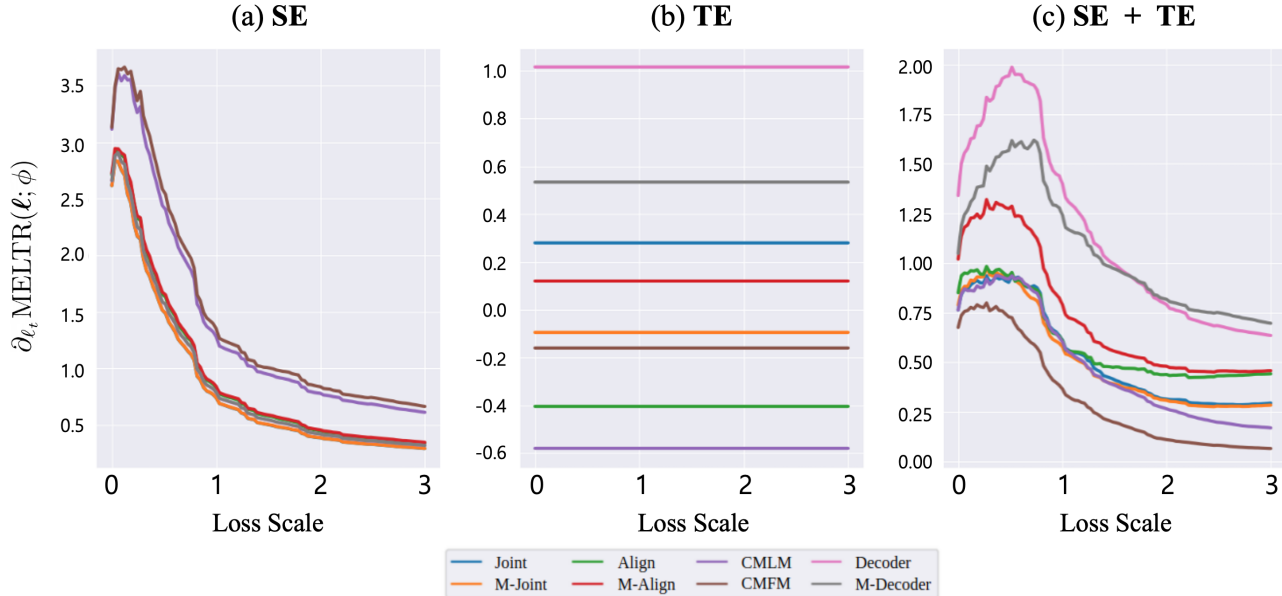 (a) SE
(b) TE
(c) SE + TE
∂ℓt MELTR(ℓ; ϕ)
3.5
3.0
2.5
2.0
1.5
1.0
0.5
0 1 2 3
Loss Scale
1.0
0.8
0.6
0.4
0.2
0.0
-0.2
-0.4
-0.6
0 1 2 3
Loss Scale
2.00
1.75
1.50
1.25
1.00
0.75
0.50
0.25
0.00
0 1 2 3
Loss Scale
Joint Align CMLM Decoder
M-Joint M-Align CMFM M-Decoder